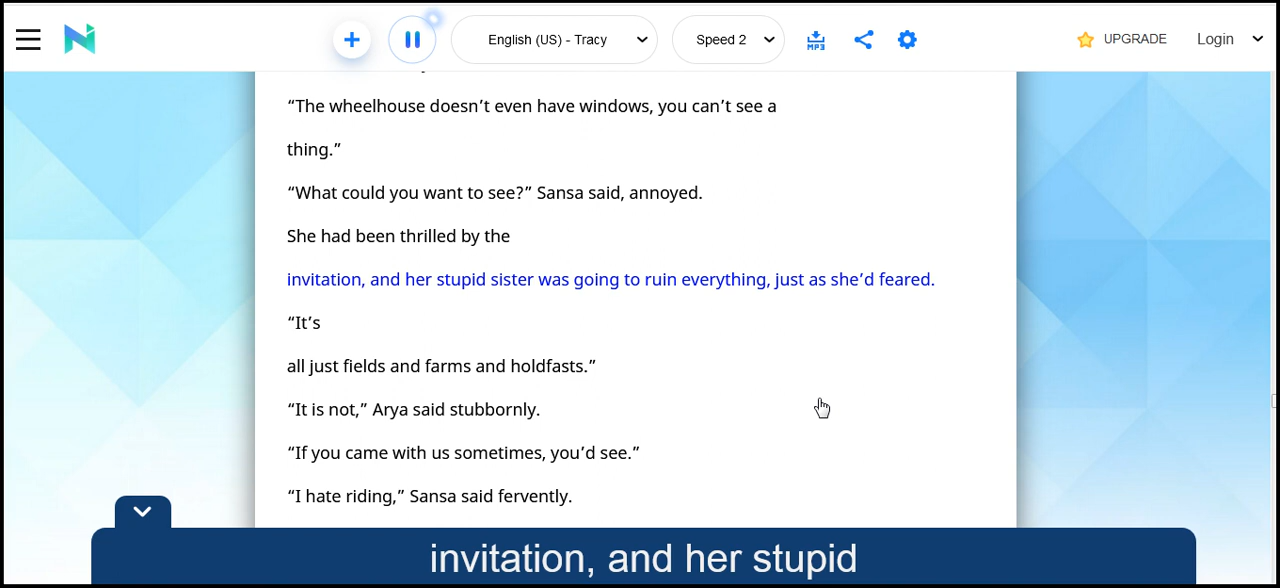 English (US) - Tracy
Speed 2
MP3
UPGRADE
Login
“The wheelhouse doesn’t even have windows, you can’t see a
thing.”
“What could you want to see?” Sansa said, annoyed.
She had been thrilled by the
invitation, and her stupid sister was going to ruin everything, just as she’d feared.
“It’s
all just fields and farms and holdfasts.”
“It is not,” Arya said stubbornly.
“If you came with us sometimes, you’d see.”
“I hate riding,” Sansa said fervently.
invitation, and her stupid